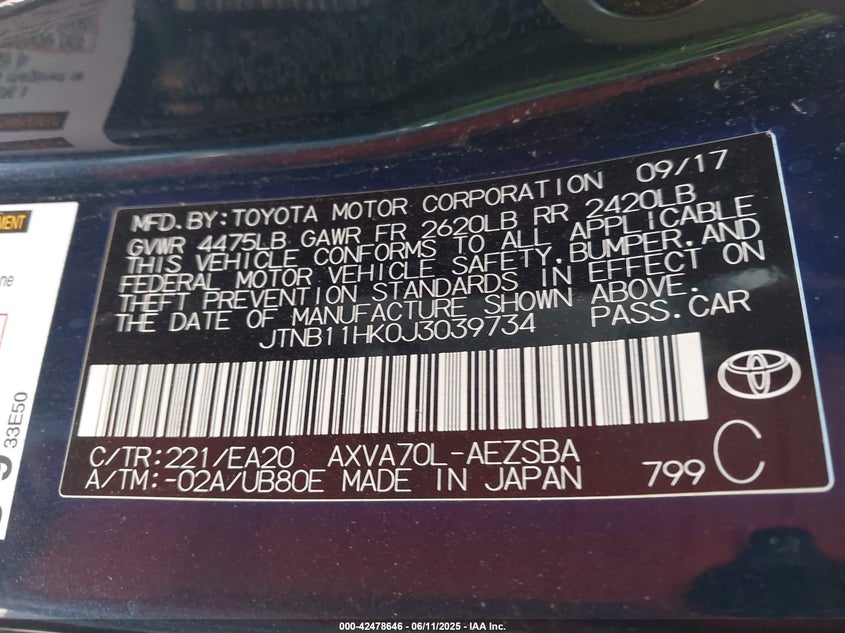 09/17
MFD.BY:TOYOTA MOTOR CORPORATION
GVWR 4475LB GAWR FR 2620LB RR 2420LB
THIS VEHICLE CONFORMS TO ALL APPLICABLE
FEDERAL MOTOR VEHICLE SAFETY,BUMPER,AND
THEFT PREVENTION STANDARDS IN EFFECT ON
THE DATE OF MANUFACTURE SHOWN ABOVE.
JTNB11HK0J3039734 PASS.CAR
C/TR:221/EA20 AXVA70L-AEZSBA
A/TM:-02A/UB80E MADE IN JAPAN 799 C
33E50
000-42478646 - 06/11/2025 - IAA Inc.